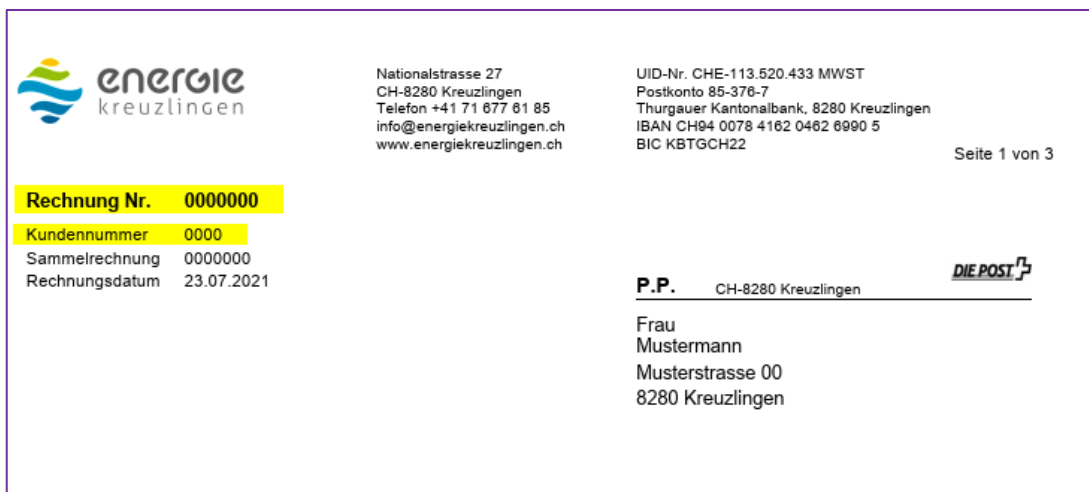 energie
kreuzlingen
Nationalstrasse 27
CH-8280 Kreuzlingen
Telefon +41 71 677 61 85
info@energiekreuzlingen.ch
www.energiekreuzlingen.ch
UID-Nr. CHE-113.520.433 MWST
Postkonto 85-376-7
Thurgauer Kantonalbank, 8280 Kreuzlingen
IBAN CH94 0078 4162 0462 6990 5
BIC KBTGCH22
Seite 1 von 3
Rechnung Nr. 0000000
Kundennummer 0000
Sammelrechnung 0000000
Rechnungsdatum 23.07.2021
DIE POST
P.P. CH-8280 Kreuzlingen
Frau
Mustermann
Musterstrasse 00
8280 Kreuzlingen